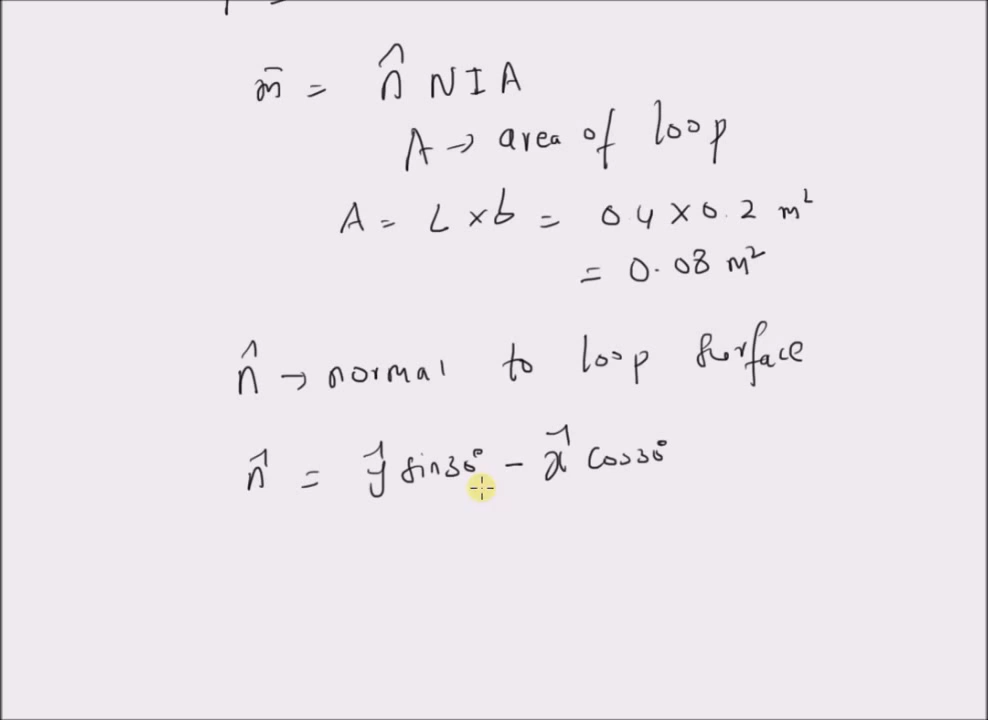 m̄ = n̂ N I A
A → area of loop
A = L × b = 0 4 × 0.2 m²
= 0.08 m²
n̂ → normal to loop surface
n̂ = ŷ sin30° - x̂ cos30°